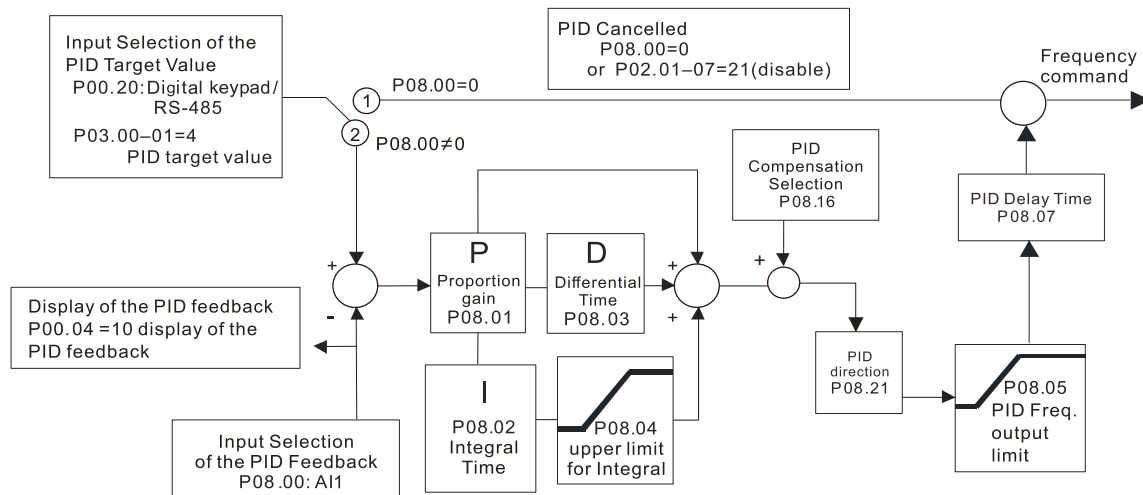 Input Selection of the
PID Target Value
P00.20: Digital keypad/
RS-485
P03.00–01=4
PID target value
PID Cancelled
P08.00=0
or P02.01–07=21(disable)
Frequency
command
1
P08.00=0
2
P08.00≠0
PID
Compensation
Selection
P08.16
PID Delay Time
P08.07
+
-
P
Proportion
gain
P08.01
D
Differential
Time
P08.03
+
+
+
Display of the PID feedback
P00.04 =10 display of the
PID feedback
I
P08.02
Integral
Time
P08.04
upper limit
for Integral
PID
direction
P08.21
P08.05
PID Freq.
output
limit
Input Selection
of the PID Feedback
P08.00: AI1